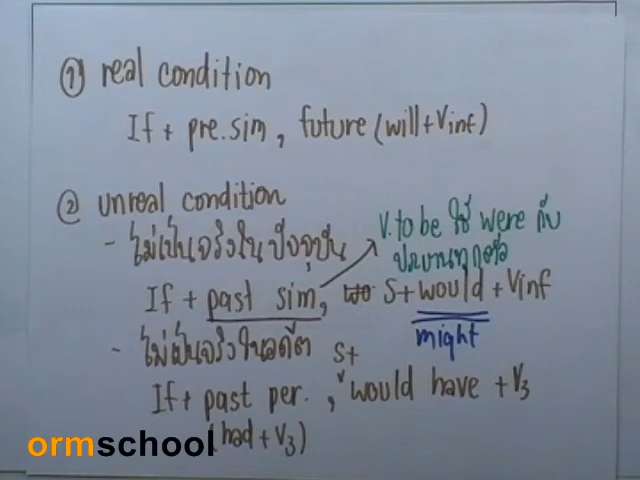 ① real condition
If + pre.sim, future (will+Vinf)
② unreal condition
- ไม่เป็นจริงในปัจจุบัน
V.to be ใช้ were กับ
ประธานทุกตัว
If + past sim, S+would + Vinf
might
- ไม่เป็นจริงในอดีต
If + past per. , S+ would have + V3
(had + V3)
ormschool